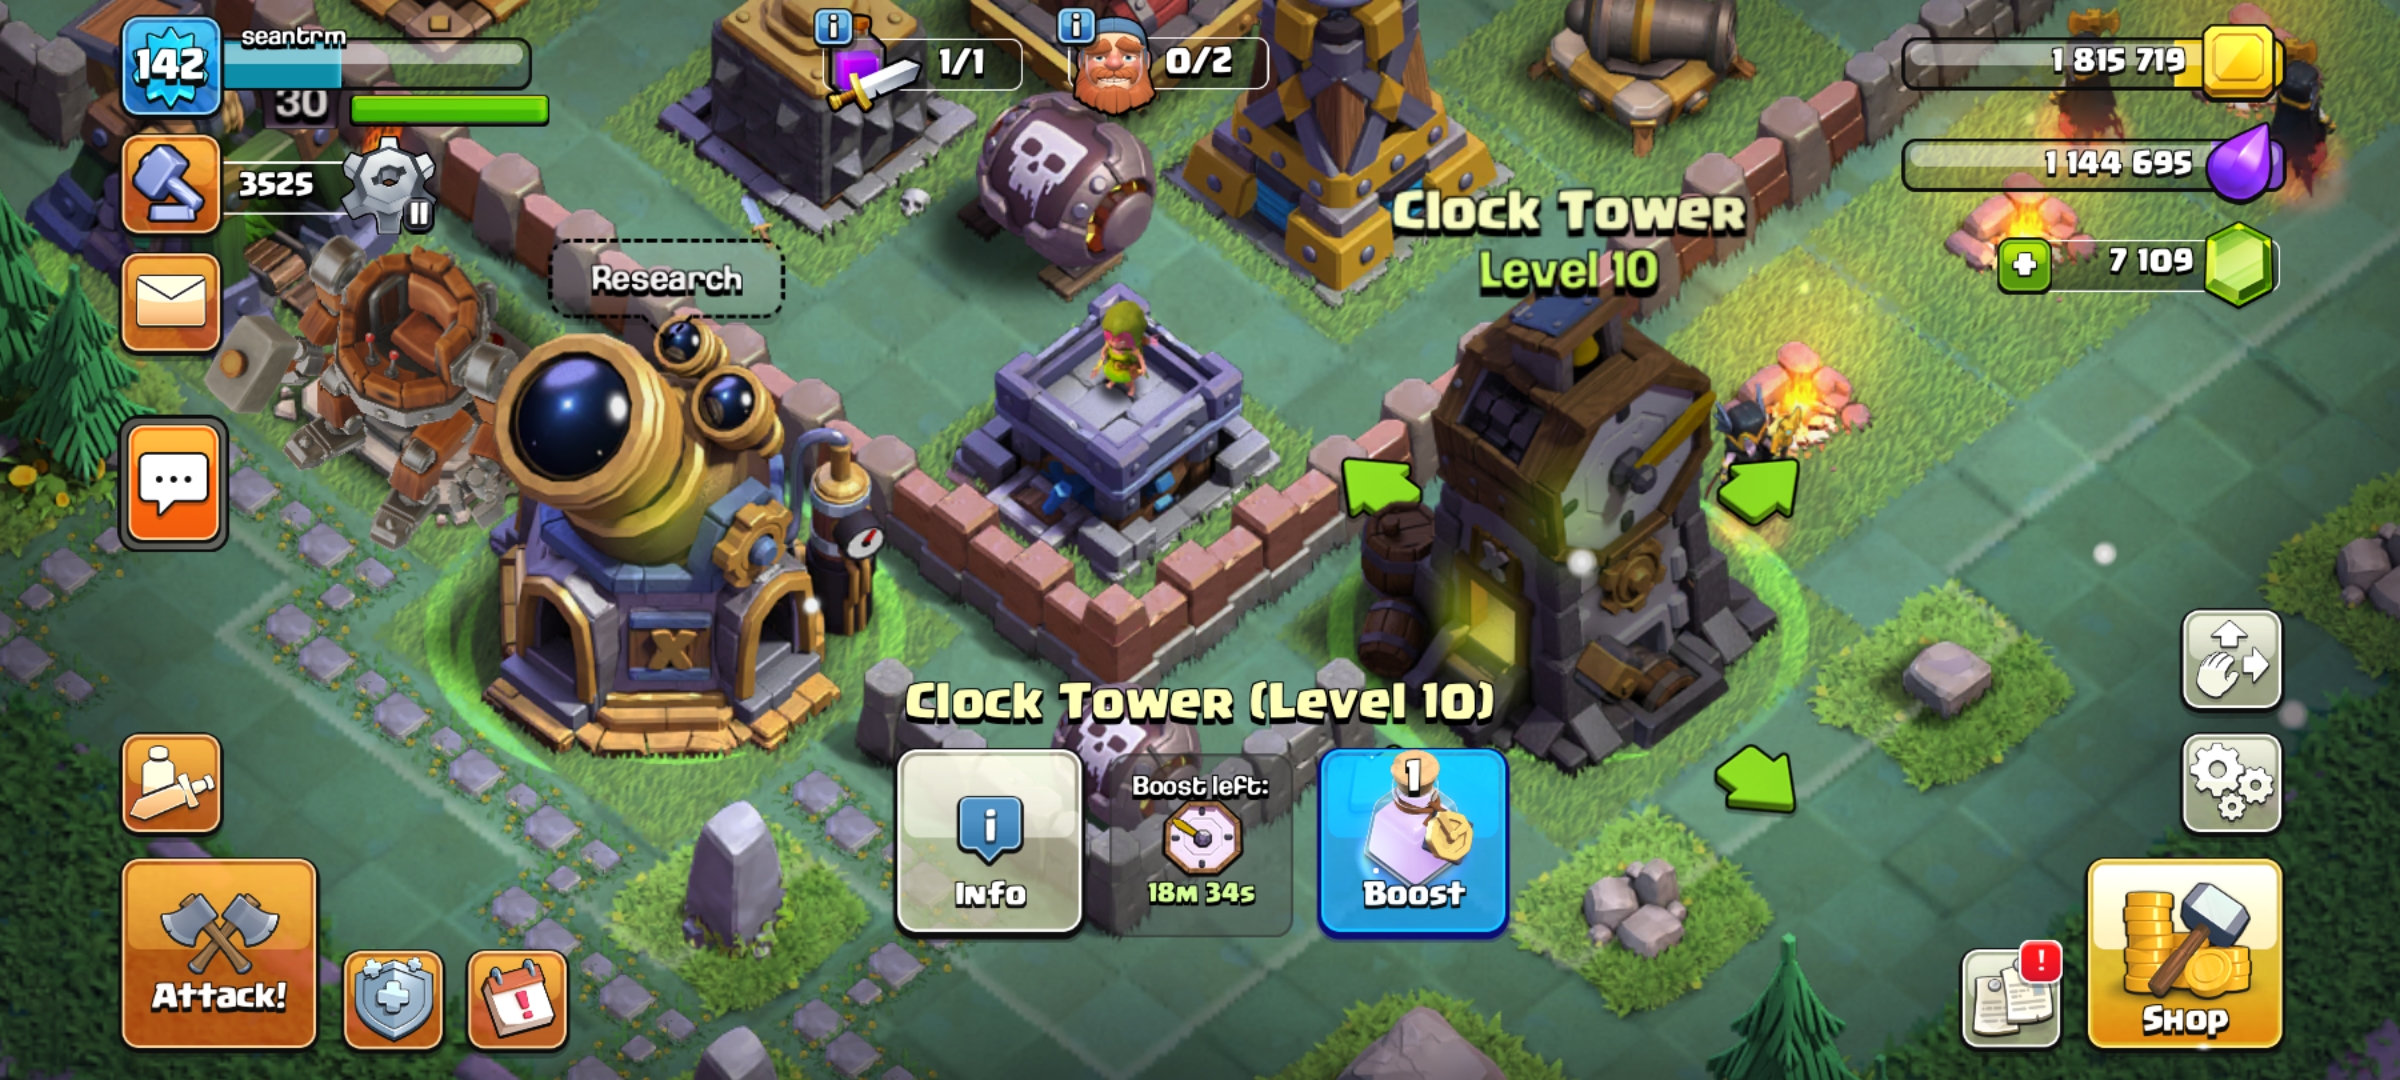 seantrm
142
30
1/1
0/2
1 815 719
3525
1 144 695
Clock Tower
Level 10
7 109
Research
Clock Tower (Level 10)
Info
Boost left:
18m 34s
1
Boost
Attack!
!
!
Shop